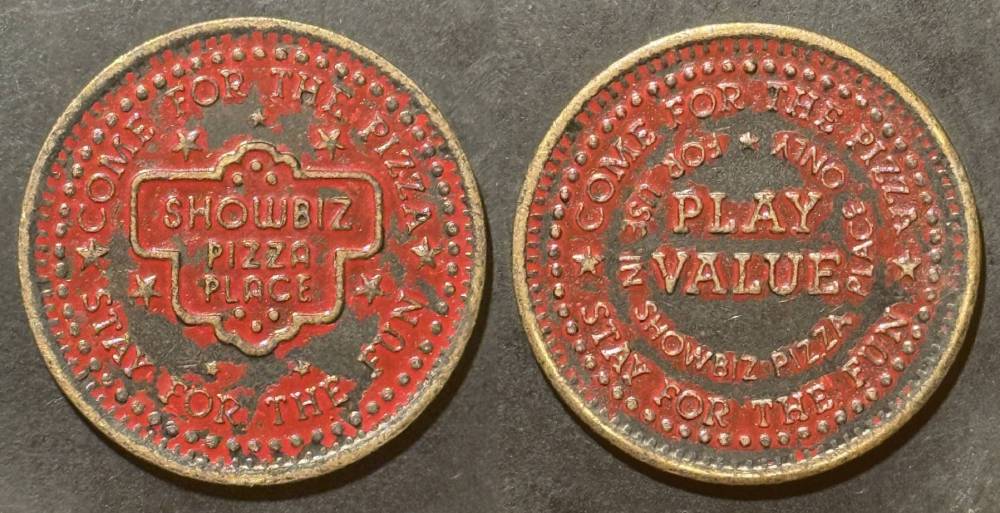 COME FOR THE PIZZA
SHOWBIZ
PIZZA
PLACE
STAY FOR THE FUN
COME FOR THE PIZZA
FOR USE ONLY
PLAY
VALUE
IN SHOWBIZ PIZZA PLACE
STAY FOR THE FUN